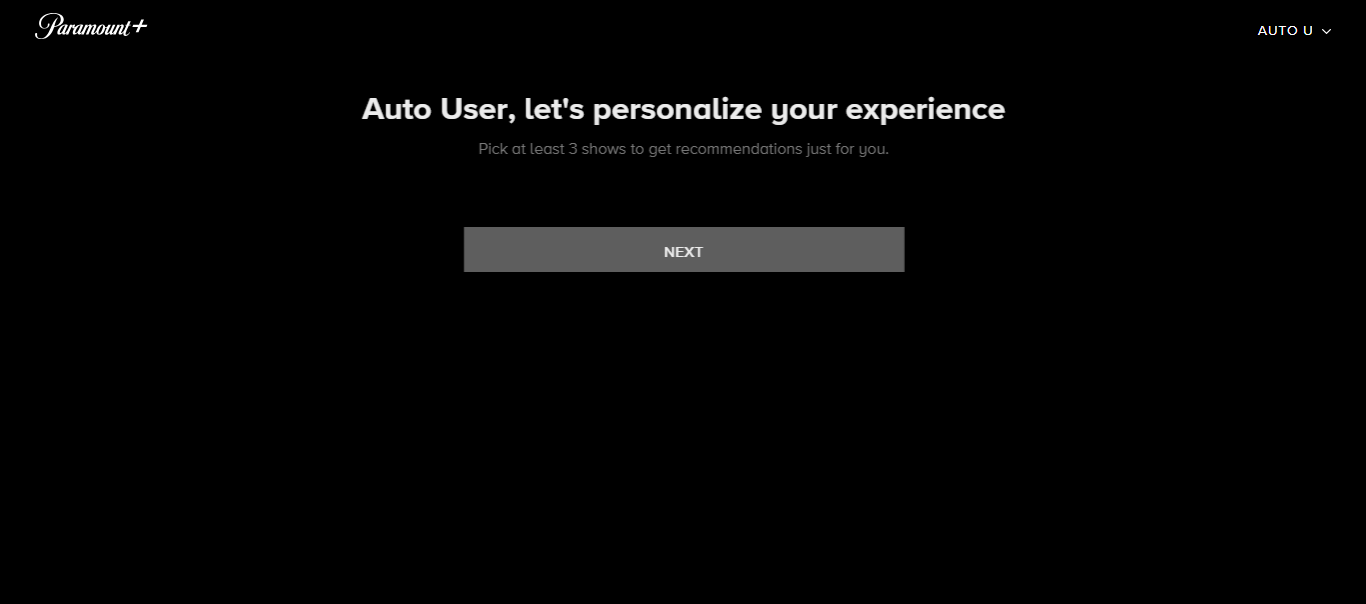 Paramount+
AUTO U
Auto User, let's personalize your experience
Pick at least 3 shows to get recommendations just for you.
NEXT